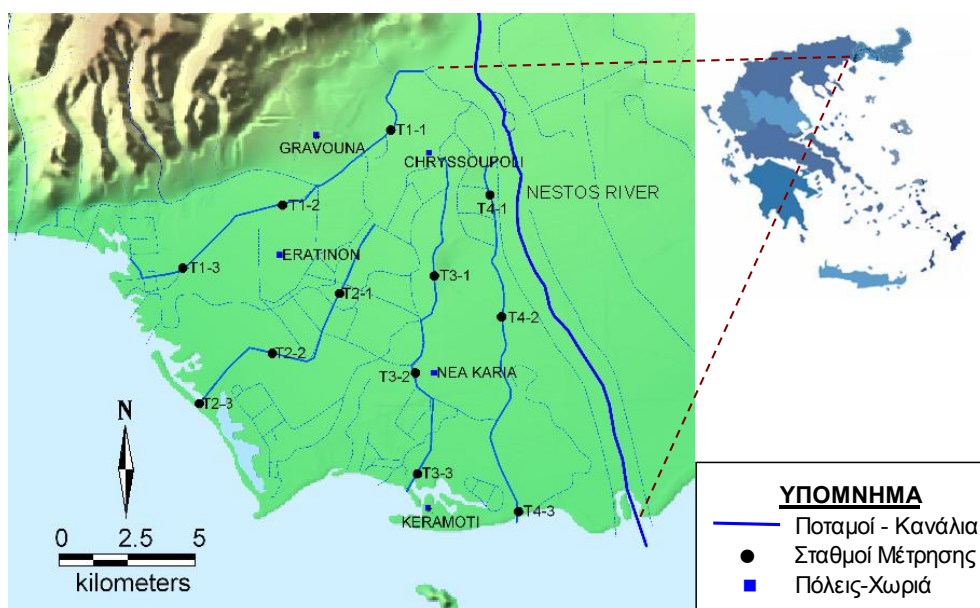 T1-1
GRAVOUNA
CHRYSSOUPOLI
NESTOS RIVER
T4-1
T1-2
ERATINON
T1-3
T3-1
T2-1
T4-2
T2-2
T3-2
NEA KARIA
T2-3
N
T3-3
KERAMOTI
T4-3
0 2.5 5
kilometers
ΥΠΟΜΝΗΜΑ
Ποταμοί - Κανάλια
Σταθμοί Μέτρησης
Πόλεις-Χωριά